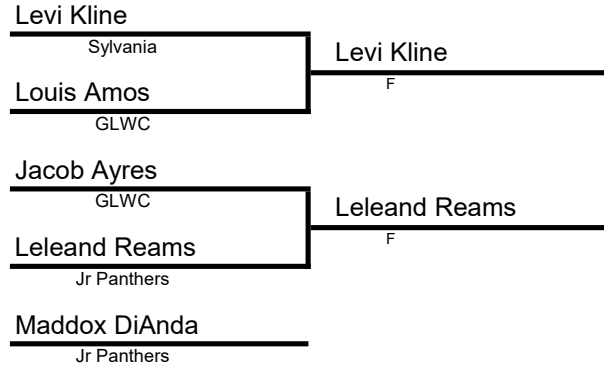 Levi Kline
Sylvania
Levi Kline
F
Louis Amos
GLWC
Jacob Ayres
GLWC
Leleand Reams
F
Leleand Reams
Jr Panthers
Maddox DiAnda
Jr Panthers